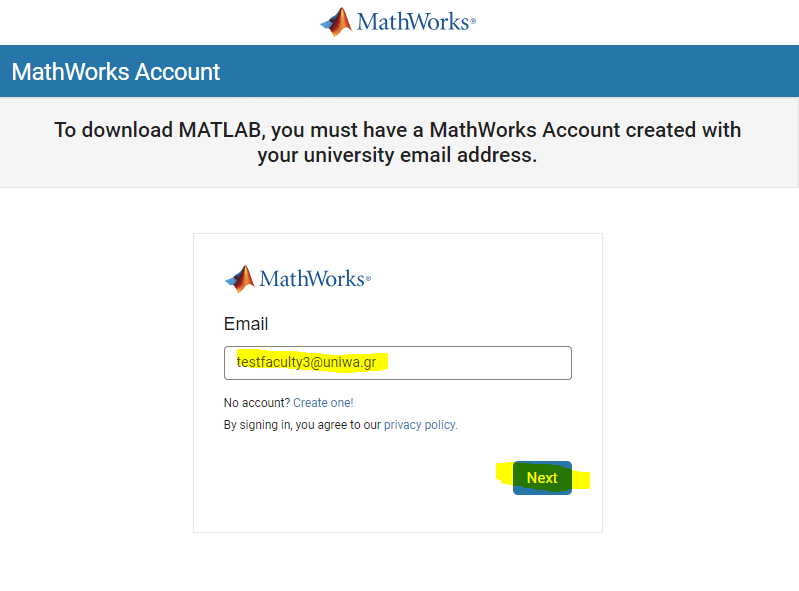 MathWorks®
MathWorks Account
To download MATLAB, you must have a MathWorks Account created with
your university email address.
MathWorks®
Email
testfaculty3@uniwa.gr
No account? Create one!
By signing in, you agree to our privacy policy.
Next